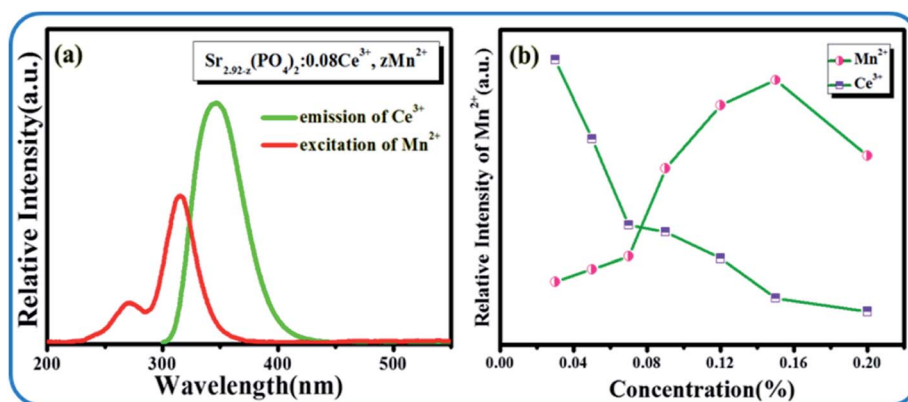 (a)
Sr₂.₉₂₋z(PO₄)₂:0.08Ce³⁺, zMn²⁺
emission of Ce³⁺
excitation of Mn²⁺
Relative Intensity(a.u.)
200 300 400 500
Wavelength(nm)
(b)
Mn²⁺
Ce³⁺
Relative Intensity of Mn²⁺(a.u.)
0.00 0.04 0.08 0.12 0.16 0.20
Concentration(%)